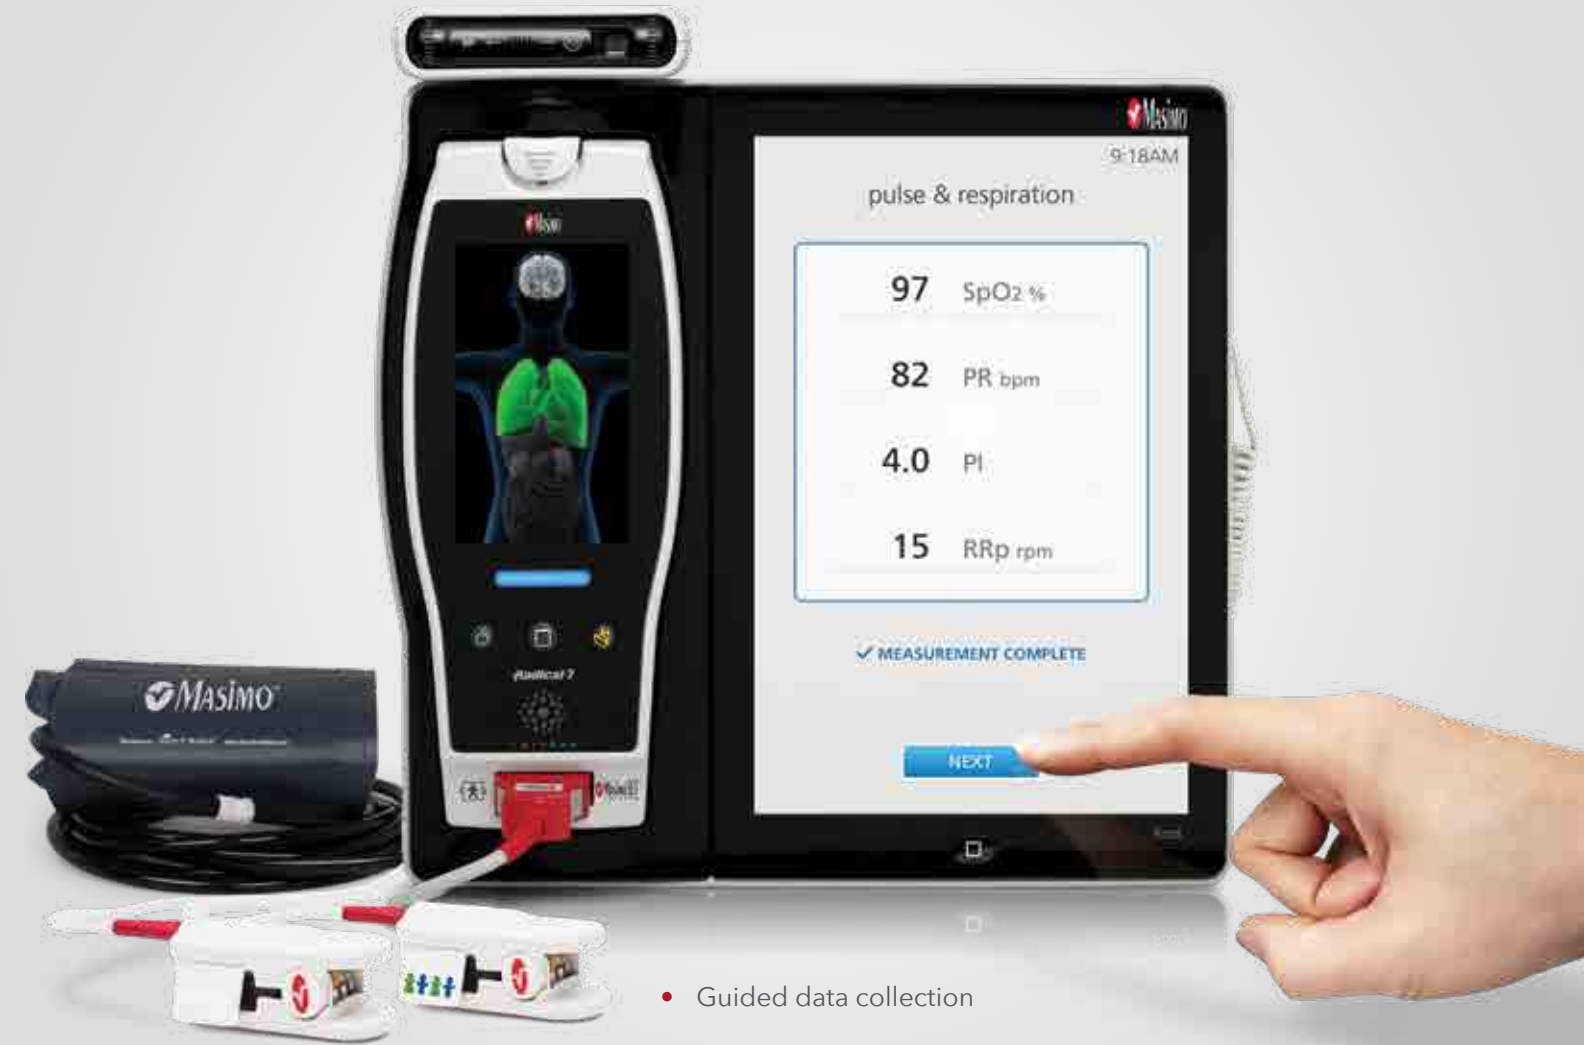 MASIMO
9:18AM
pulse & respiration
97 SpO2 %
82 PR bpm
4.0 PI
15 RRp rpm
✓ MEASUREMENT COMPLETE
NEXT
Masimo
Radical-7
MASIMO
Guided data collection